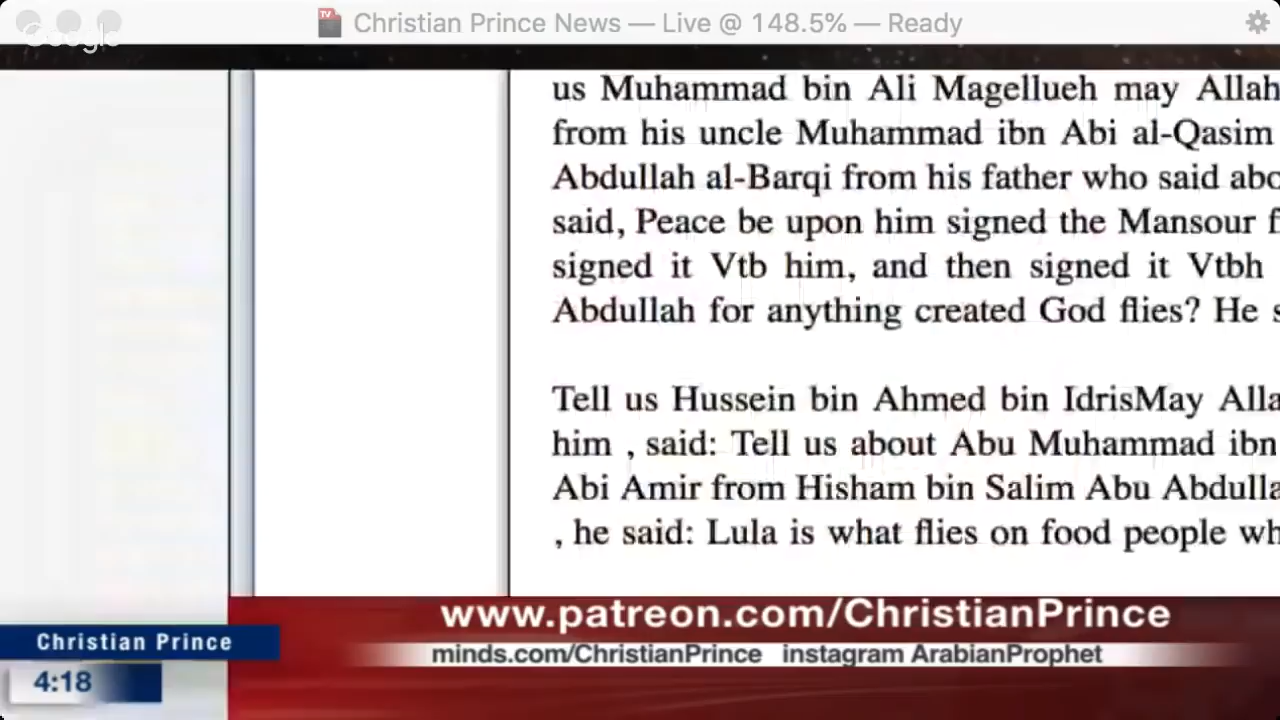 Google
TV
Christian Prince News — Live @ 148.5% — Ready
us Muhammad bin Ali Magellueh may Allah
from his uncle Muhammad ibn Abi al-Qasim
Abdullah al-Barqi from his father who said abo
said, Peace be upon him signed the Mansour f
signed it Vtb him, and then signed it Vtbh
Abdullah for anything created God flies? He s
Tell us Hussein bin Ahmed bin IdrisMay Alla
him , said: Tell us about Abu Muhammad ibn
Abi Amir from Hisham bin Salim Abu Abdulla
, he said: Lula is what flies on food people wh
www.patreon.com/ChristianPrince
minds.com/ChristianPrince instagram ArabianProphet
Christian Prince
4:18